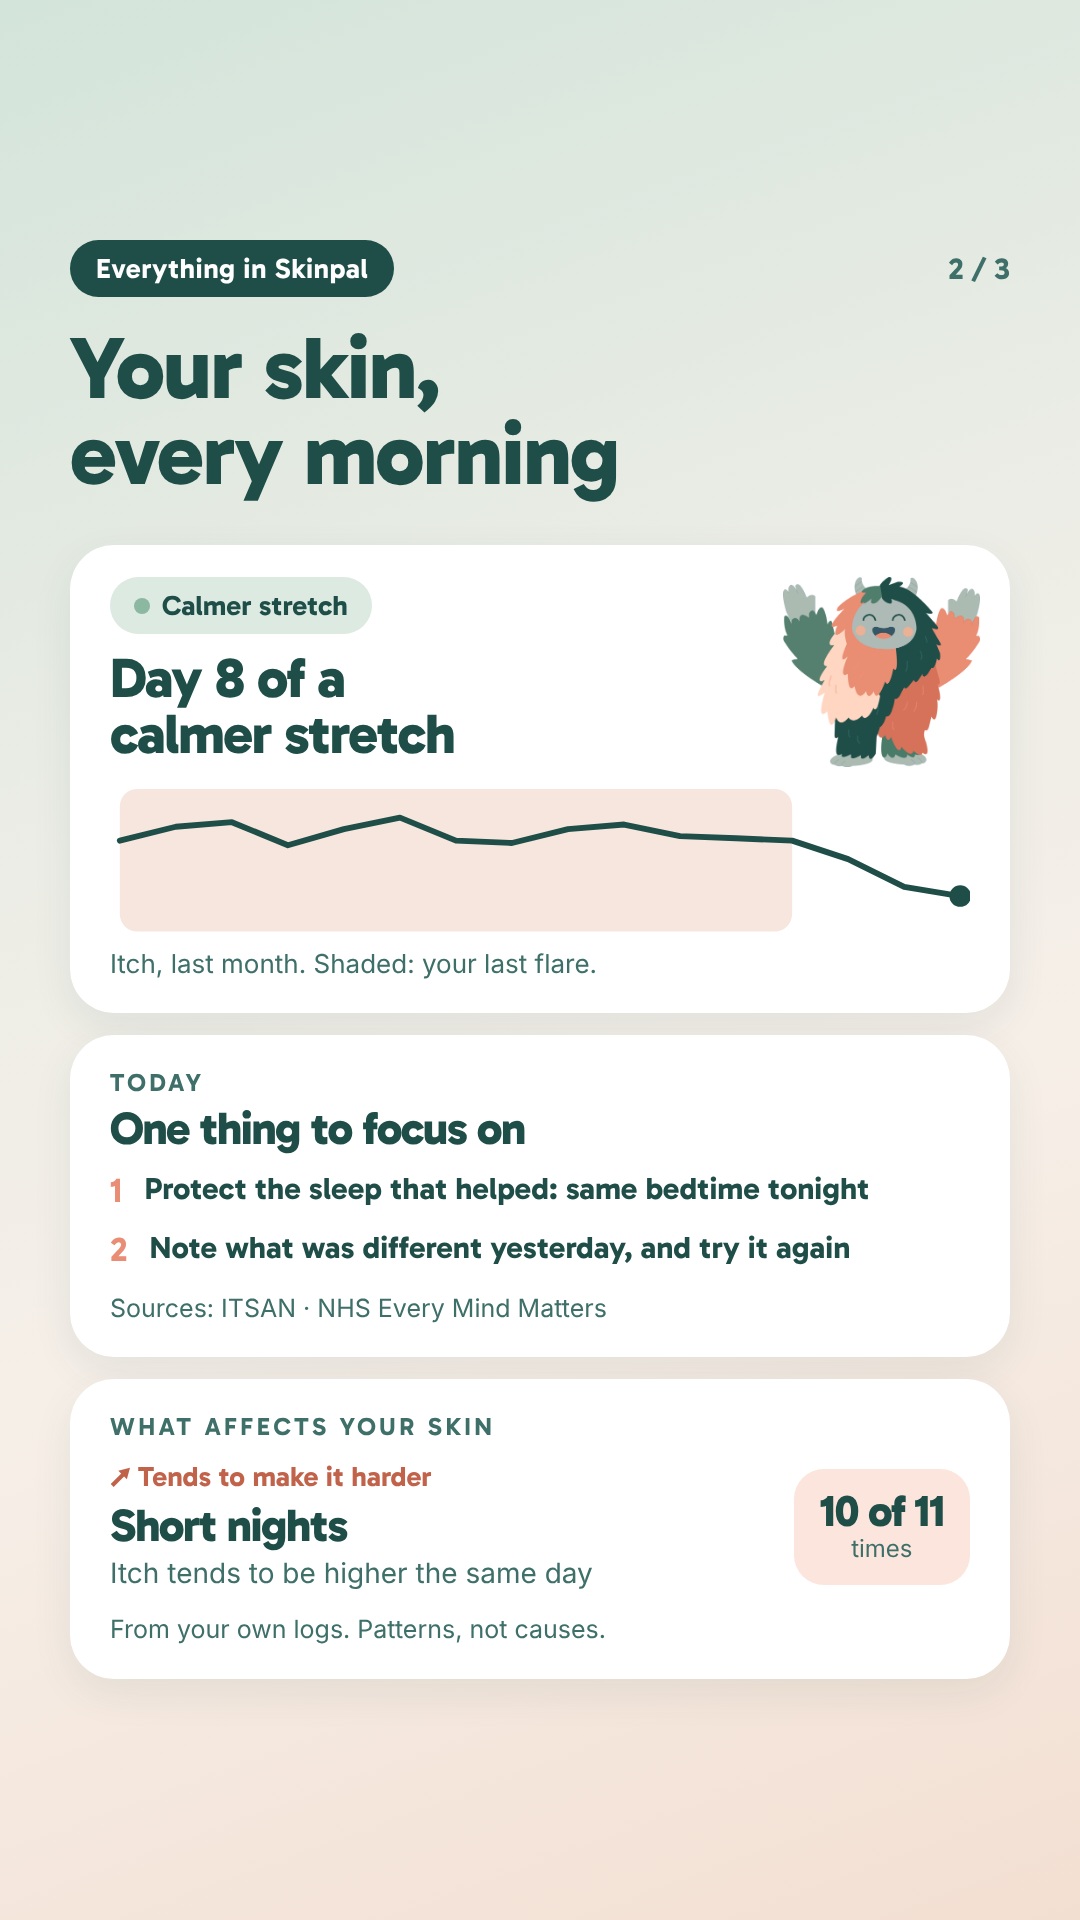 Everything in Skinpal
2 / 3
Your skin,
every morning
Calmer stretch
Day 8 of a
calmer stretch
Itch, last month. Shaded: your last flare.
TODAY
One thing to focus on
1 Protect the sleep that helped: same bedtime tonight
2 Note what was different yesterday, and try it again
Sources: ITSAN · NHS Every Mind Matters
WHAT AFFECTS YOUR SKIN
➚ Tends to make it harder
Short nights
Itch tends to be higher the same day
10 of 11
times
From your own logs. Patterns, not causes.